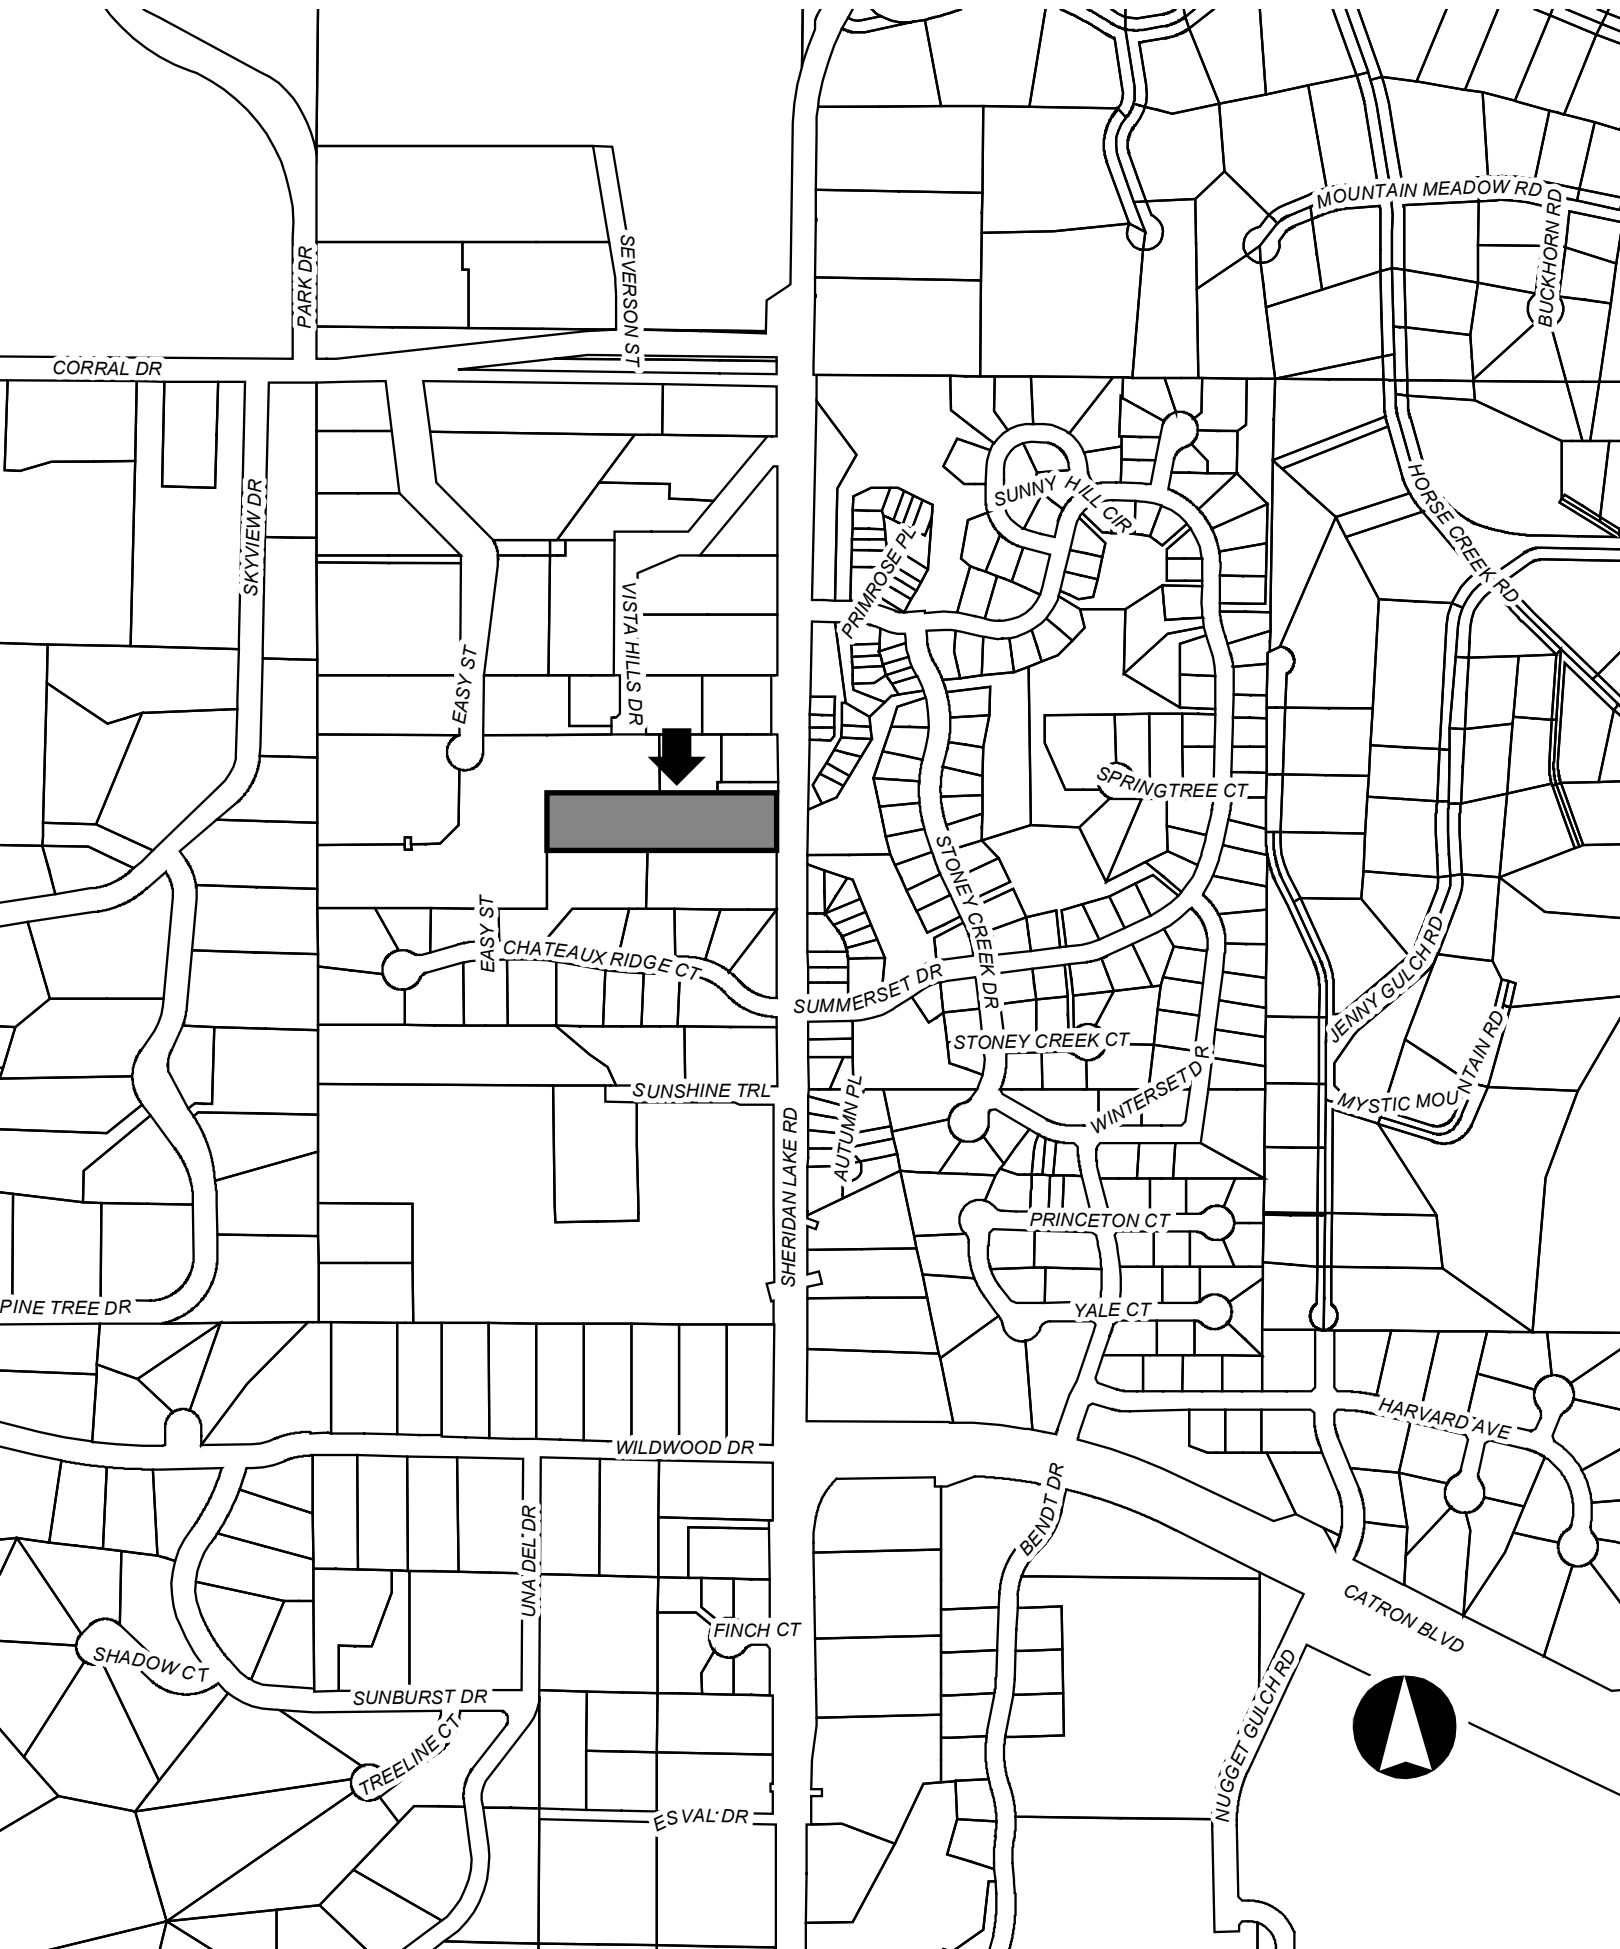 MOUNTAIN MEADOW RD
BUCKHORN RD
SEVERSON ST
PARK DR
CORRAL DR
SUNNY HILL CIR
HORSE CREEK RD
SKYVIEW DR
PRIMROSE PL
VISTA HILLS DR
EASY ST
SPRINGTREE CT
STONEY CREEK DR
EASY ST
CHATEAUX RIDGE CT
SUMMERSET DR
JENNY GULCH RD
STONEY CREEK CT
WINTERSET DR
MYSTIC MOUNTAIN RD
SUNSHINE TRL
AUTUMN PL
SHERIDAN LAKE RD
PRINCETON CT
PINE TREE DR
YALE CT
HARVARD AVE
WILDWOOD DR
BENDT DR
UNA DEL DR
CATRON BLVD
FINCH CT
SHADOW CT
NUGGET GULCH RD
SUNBURST DR
TREELINE CT
ES VAL DR